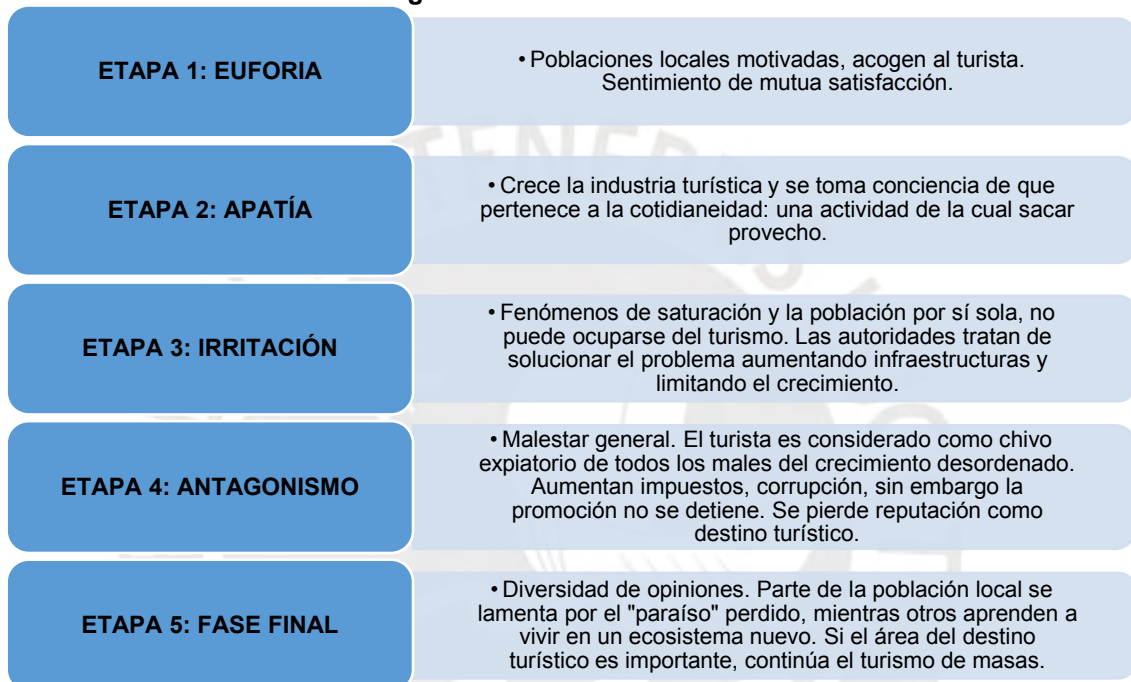 ETAPA 1: EUFORIA
• Poblaciones locales motivadas, acogen al turista.
Sentimiento de mutua satisfacción.
ETAPA 2: APATÍA
• Crece la industria turística y se toma conciencia de que
pertenece a la cotidianeidad: una actividad de la cual sacar
provecho.
ETAPA 3: IRRITACIÓN
• Fenómenos de saturación y la población por sí sola, no
puede ocuparse del turismo. Las autoridades tratan de
solucionar el problema aumentando infraestructuras y
limitando el crecimiento.
ETAPA 4: ANTAGONISMO
• Malestar general. El turista es considerado como chivo
expiatorio de todos los males del crecimiento desordenado.
Aumentan impuestos, corrupción, sin embargo la
promoción no se detiene. Se pierde reputación como
destino turístico.
ETAPA 5: FASE FINAL
• Diversidad de opiniones. Parte de la población local se
lamenta por el "paraíso" perdido, mientras otros aprenden a
vivir en un ecosistema nuevo. Si el área del destino
turístico es importante, continúa el turismo de masas.